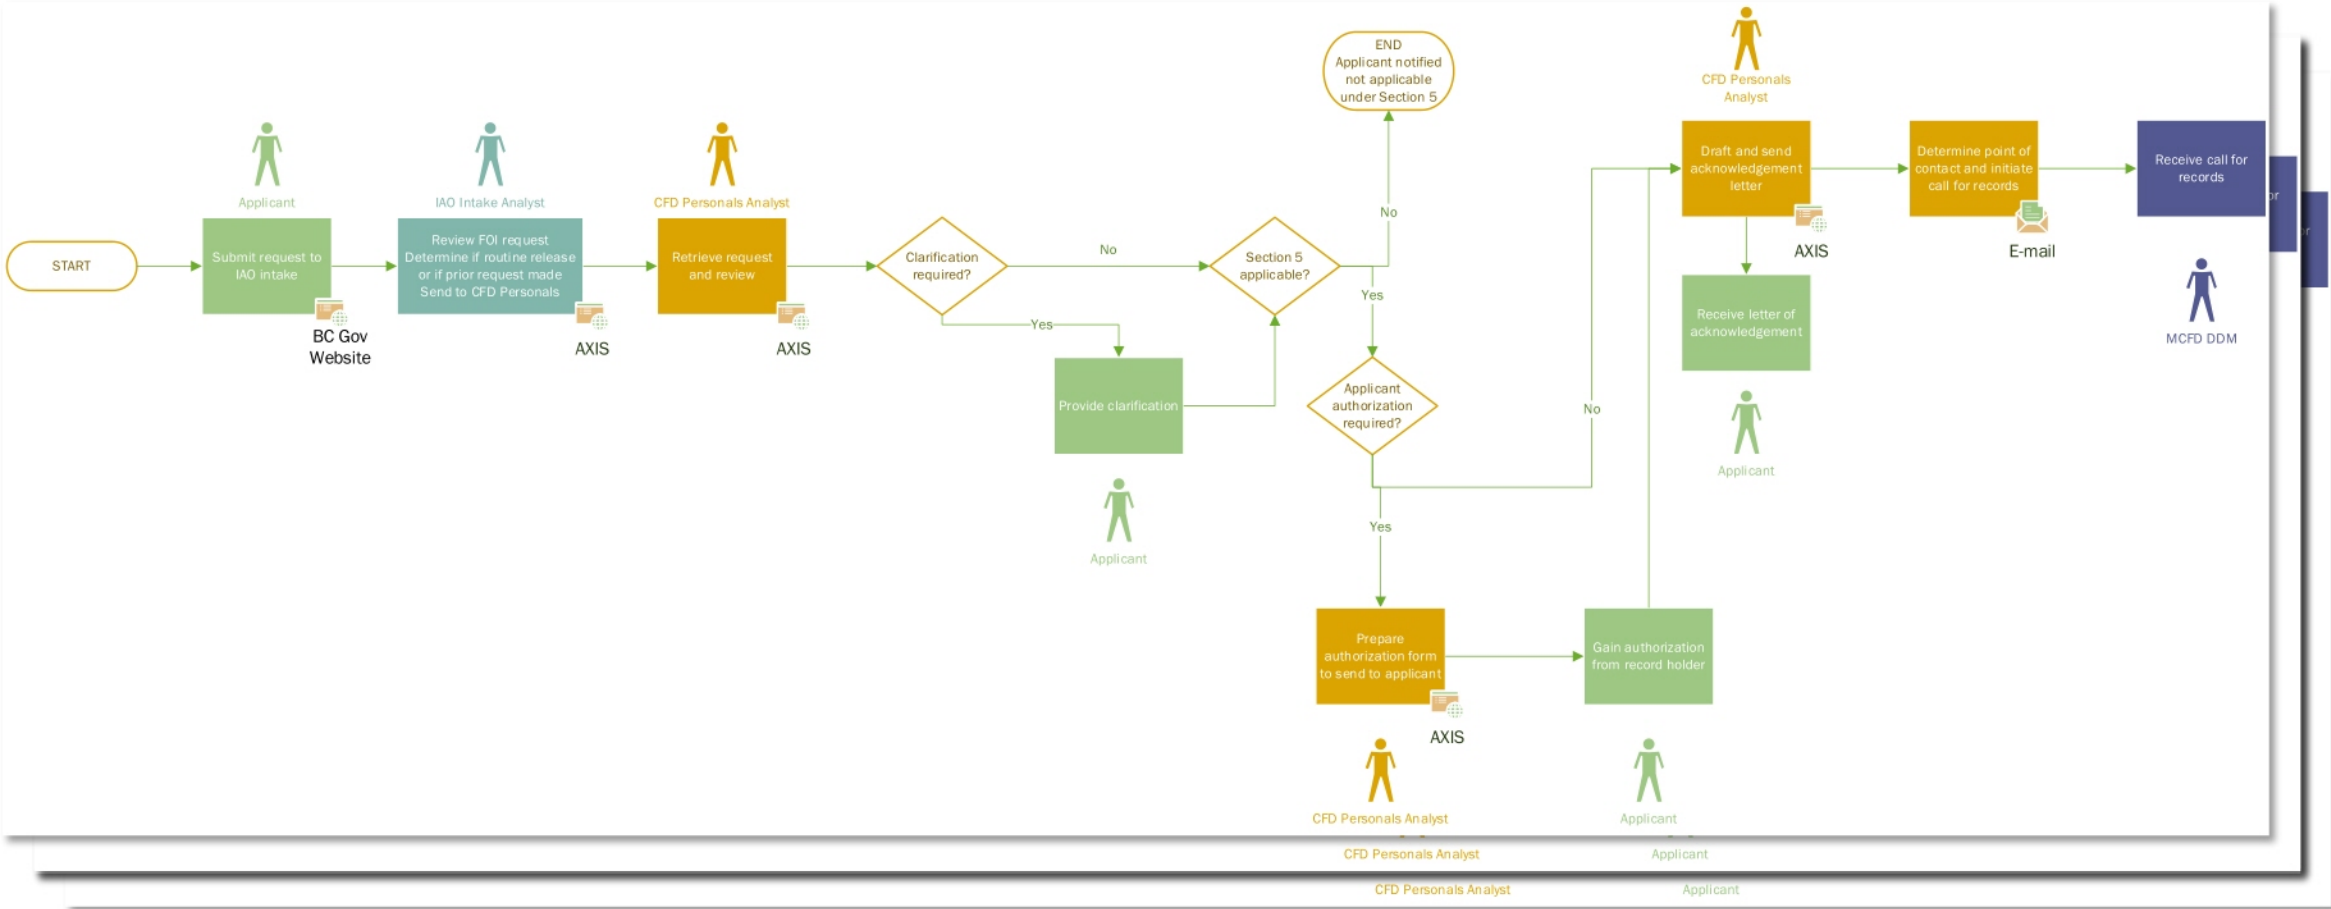 START
Applicant
Submit request to
IAO intake
BC Gov
Website
IAO Intake Analyst
Review FOI request
Determine if routine release
or if prior request made
Send to CFD Personals
AXIS
CFD Personals Analyst
Retrieve request
and review
AXIS
Clarification
required?
No
Yes
Provide clarification
Applicant
Section 5
applicable?
No
END
Applicant notified
not applicable
under Section 5
Yes
Applicant
authorization
required?
No
Yes
Prepare
authorization form
to send to applicant
AXIS
CFD Personals Analyst
Gain authorization
from record holder
Applicant
CFD Personals
Analyst
Draft and send
acknowledgement
letter
AXIS
Receive letter of
acknowledgement
Applicant
Determine point of
contact and initiate
call for records
E-mail
Receive call for
records
MCFD DDM
or
or
CFD Personals Analyst
Applicant
CFD Personals Analyst
Applicant